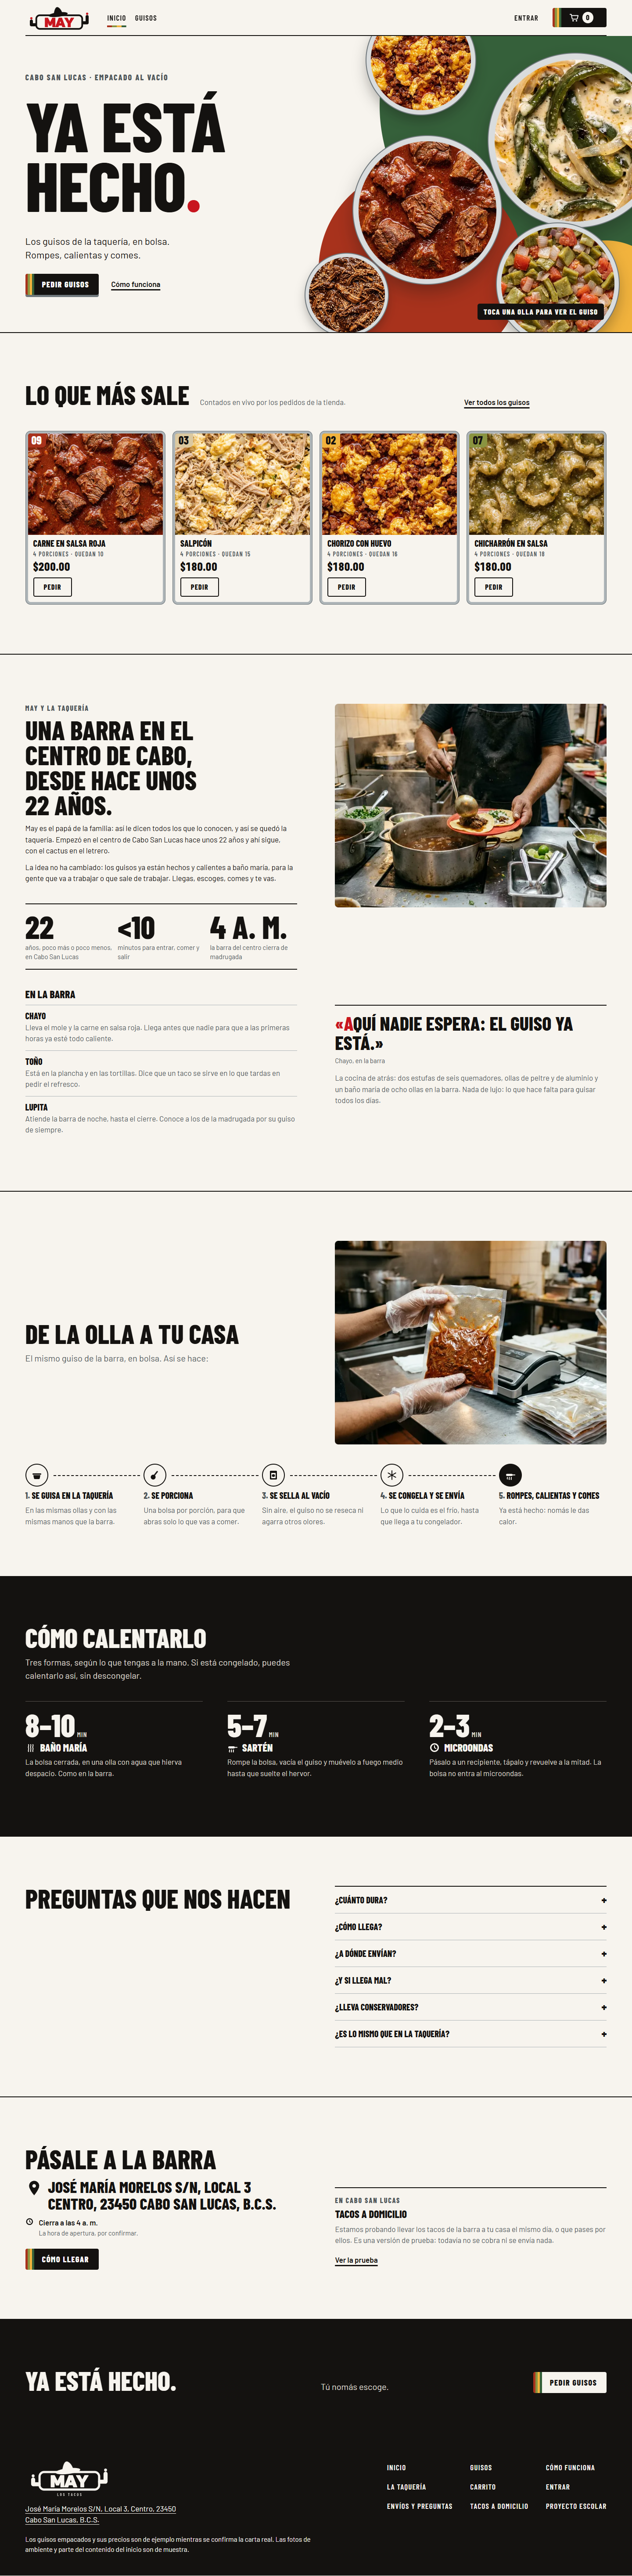 MAY
INICIO
GUISOS
ENTRAR
0
CABO SAN LUCAS · EMPACADO AL VACÍO
YA ESTÁ
HECHO.
Los guisos de la taquería, en bolsa.
Rompes, calientas y comes.
PEDIR GUISOS
Cómo funciona
TOCA UNA OLLA PARA VER EL GUISO
LO QUE MÁS SALE
Contados en vivo por los pedidos de la tienda.
Ver todos los guisos
09
CARNE EN SALSA ROJA
4 PORCIONES · QUEDAN 10
$200.00
PEDIR
03
SALPICÓN
4 PORCIONES · QUEDAN 15
$180.00
PEDIR
02
CHORIZO CON HUEVO
4 PORCIONES · QUEDAN 16
$180.00
PEDIR
07
CHICHARRÓN EN SALSA
4 PORCIONES · QUEDAN 18
$180.00
PEDIR
MAY Y LA TAQUERÍA
UNA BARRA EN EL
CENTRO DE CABO,
DESDE HACE UNOS
22 AÑOS.
May es el papá de la familia: así le dicen todos los que lo conocen, y así se quedó la
taquería. Empezó en el centro de Cabo San Lucas hace unos 22 años y ahí sigue,
con el cactus en el letrero.
La idea no ha cambiado: los guisos ya están hechos y calientes a baño maría, para la
gente que va a trabajar o que sale de trabajar. Llegas, escoges, comes y te vas.
22
años, poco más o poco menos,
en Cabo San Lucas
<10
minutos para entrar, comer y
salir
4 A. M.
la barra del centro cierra de
madrugada
EN LA BARRA
CHAYO
Lleva el mole y la carne en salsa roja. Llega antes que nadie para que a las primeras
horas ya esté todo caliente.
TOÑO
Está en la plancha y en las tortillas. Dice que un taco se sirve en lo que tardas en
pedir el refresco.
LUPITA
Atiende la barra de noche, hasta el cierre. Conoce a los de la madrugada por su guiso
de siempre.
«AQUÍ NADIE ESPERA: EL GUISO YA
ESTÁ.»
Chayo, en la barra
La cocina de atrás: dos estufas de seis quemadores, ollas de peltre y de aluminio y
un baño maría de ocho ollas en la barra. Nada de lujo: lo que hace falta para guisar
todos los días.
DE LA OLLA A TU CASA
El mismo guiso de la barra, en bolsa. Así se hace:
1. SE GUISA EN LA TAQUERÍA
En las mismas ollas y con las
mismas manos que la barra.
2. SE PORCIONA
Una bolsa por porción, para que
abras solo lo que vas a comer.
3. SE SELLA AL VACÍO
Sin aire, el guiso no se reseca ni
agarra otros olores.
4. SE CONGELA Y SE ENVÍA
Lo que lo cuida es el frío, hasta
que llega a tu congelador.
5. ROMPES, CALIENTAS Y COMES
Ya está hecho: nomás le das
calor.
CÓMO CALENTARLO
Tres formas, según lo que tengas a la mano. Si está congelado, puedes
calentarlo así, sin descongelar.
8–10 MIN
BAÑO MARÍA
La bolsa cerrada, en una olla con agua que hierva
despacio. Como en la barra.
5–7 MIN
SARTÉN
Rompe la bolsa, vacía el guiso y muévelo a fuego medio
hasta que suelte el hervor.
2–3 MIN
MICROONDAS
Pásalo a un recipiente, tápalo y revuelve a la mitad. La
bolsa no entra al microondas.
PREGUNTAS QUE NOS HACEN
¿CUÁNTO DURA? +
¿CÓMO LLEGA? +
¿A DÓNDE ENVÍAN? +
¿Y SI LLEGA MAL? +
¿LLEVA CONSERVADORES? +
¿ES LO MISMO QUE EN LA TAQUERÍA? +
PÁSALE A LA BARRA
JOSÉ MARÍA MORELOS S/N, LOCAL 3
CENTRO, 23450 CABO SAN LUCAS, B.C.S.
Cierra a las 4 a. m.
La hora de apertura, por confirmar.
CÓMO LLEGAR
EN CABO SAN LUCAS
TACOS A DOMICILIO
Estamos probando llevar los tacos de la barra a tu casa el mismo día, o que pases por
ellos. Es una versión de prueba: todavía no se cobra ni se envía nada.
Ver la prueba
YA ESTÁ HECHO.
Tú nomás escoge.
PEDIR GUISOS
MAY
LOS TACOS
José María Morelos S/N, Local 3, Centro, 23450
Cabo San Lucas, B.C.S.
Los guisos empacados y sus precios son de ejemplo mientras se confirma la carta real. Las fotos de
ambiente y parte del contenido del inicio son de muestra.
INICIO
GUISOS
CÓMO FUNCIONA
LA TAQUERÍA
CARRITO
ENTRAR
ENVÍOS Y PREGUNTAS
TACOS A DOMICILIO
PROYECTO ESCOLAR